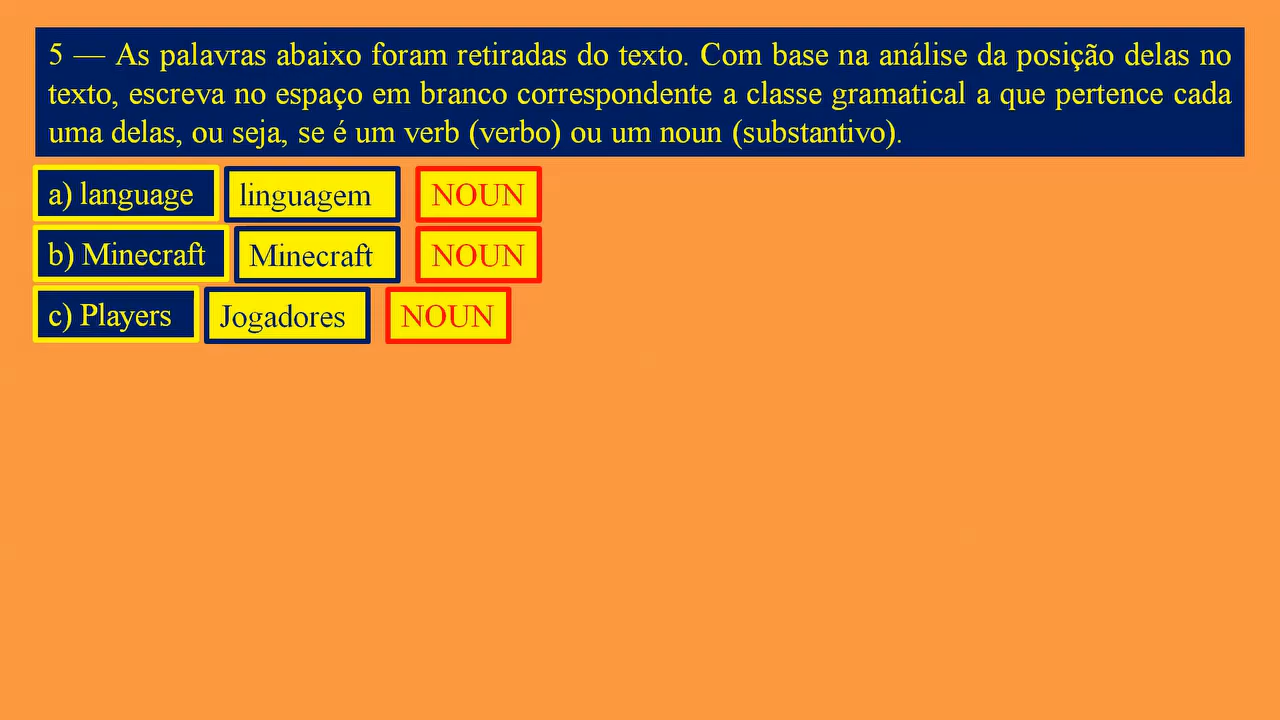 5 — As palavras abaixo foram retiradas do texto. Com base na análise da posição delas no
texto, escreva no espaço em branco correspondente a classe gramatical a que pertence cada
uma delas, ou seja, se é um verb (verbo) ou um noun (substantivo).
a) language linguagem NOUN
b) Minecraft Minecraft NOUN
c) Players Jogadores NOUN